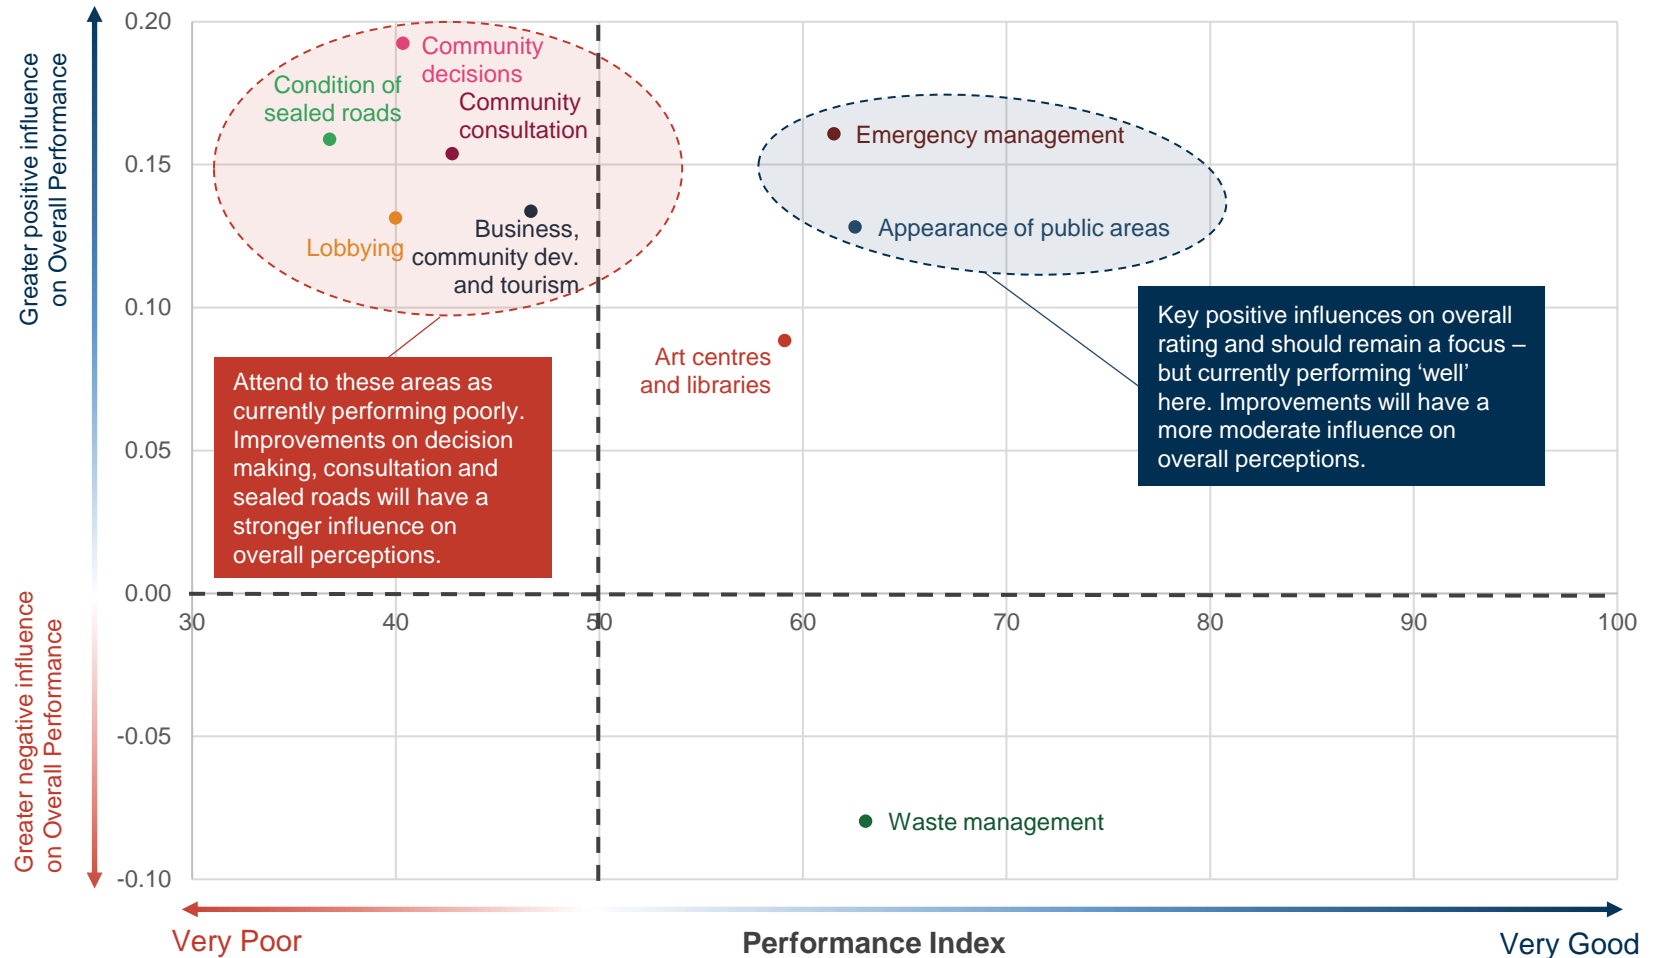 Greater positive influence
on Overall Performance
Greater negative influence
on Overall Performance
0.20
0.15
0.10
0.05
0.00
-0.05
-0.10
30
40
50
60
70
80
90
100
Community
decisions
Condition of
sealed roads
Community
consultation
Lobbying
Business,
community dev.
and tourism
Emergency management
Appearance of public areas
Art centres
and libraries
Waste management
Attend to these areas as
currently performing poorly.
Improvements on decision
making, consultation and
sealed roads will have a
stronger influence on
overall perceptions.
Key positive influences on overall
rating and should remain a focus –
but currently performing ‘well’
here. Improvements will have a
more moderate influence on
overall perceptions.
Very Poor
Performance Index
Very Good